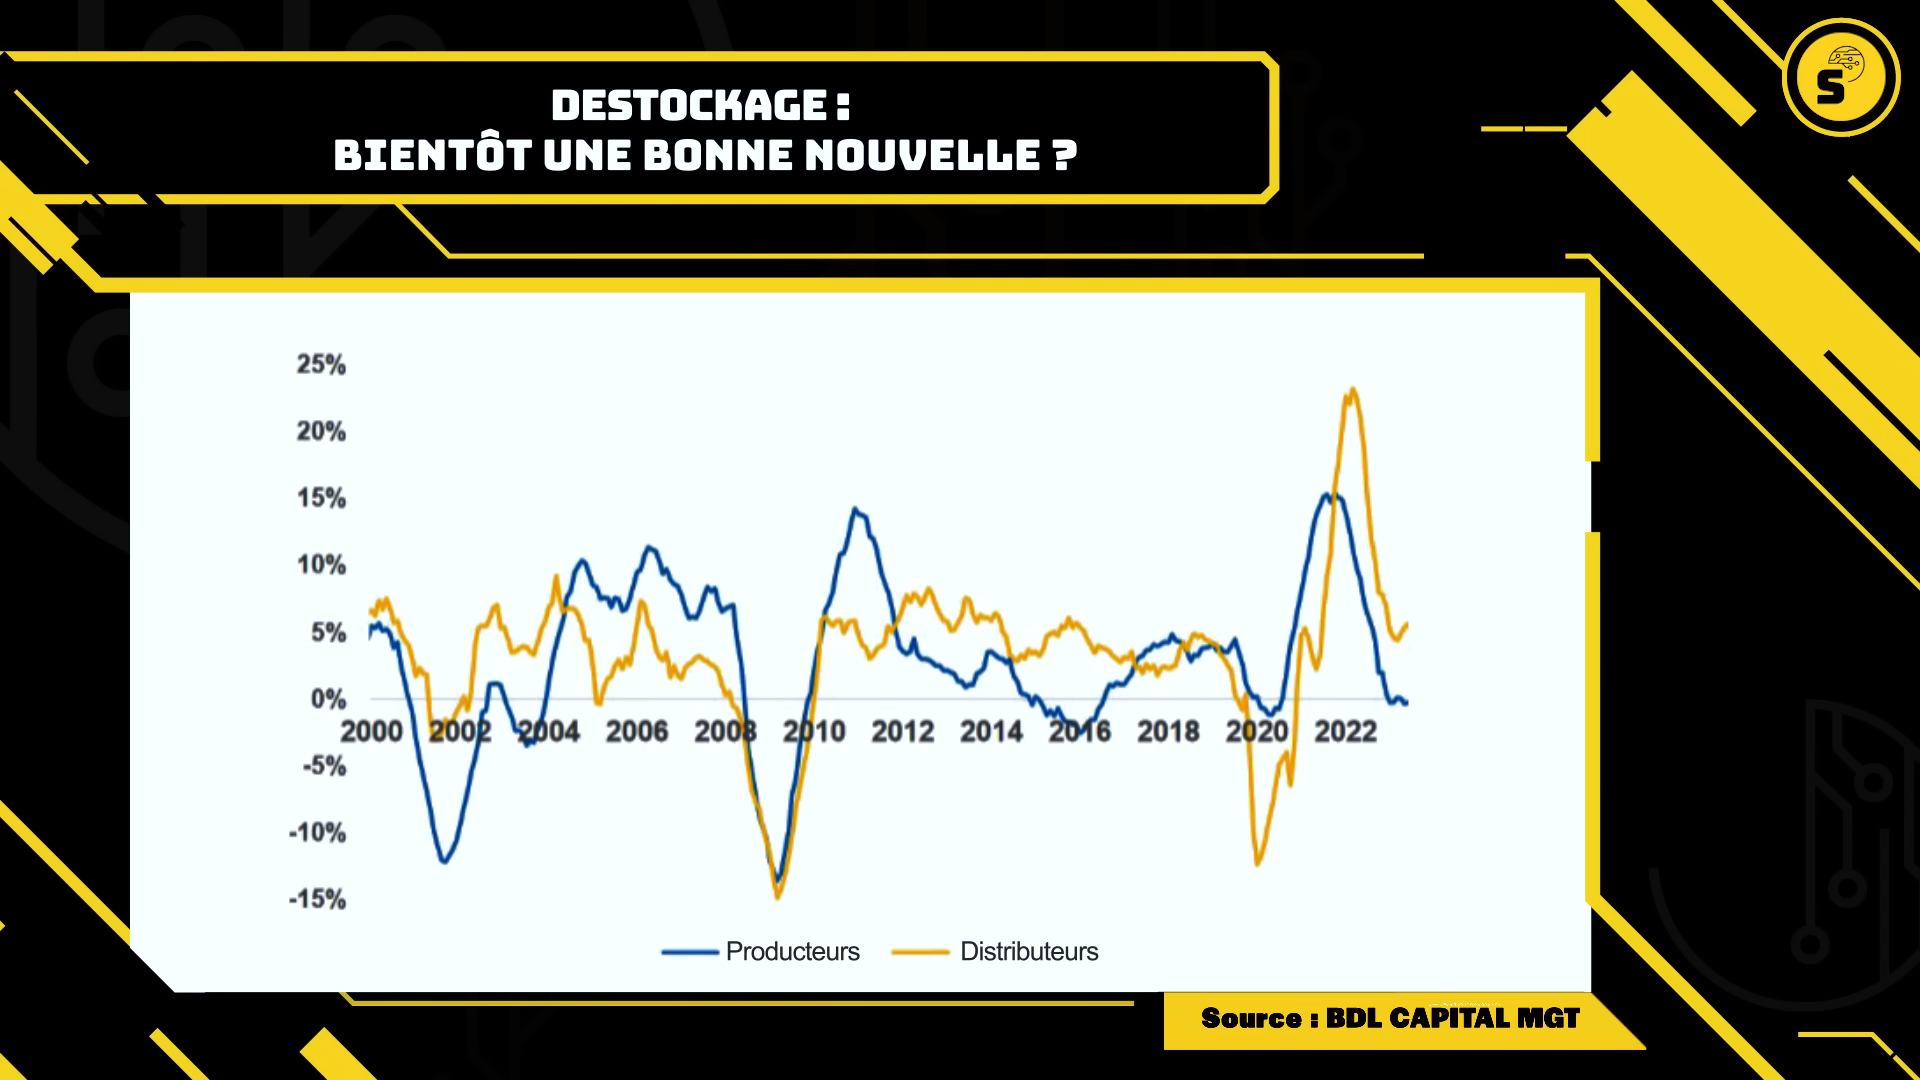 S
DESTOCKAGE :
BIENTÔT UNE BONNE NOUVELLE ?
25%
20%
15%
10%
5%
0%
2000 2002 2004 2006 2008 2010 2012 2014 2016 2018 2020 2022
-5%
-10%
-15%
Producteurs Distributeurs
Source : BDL CAPITAL MGT